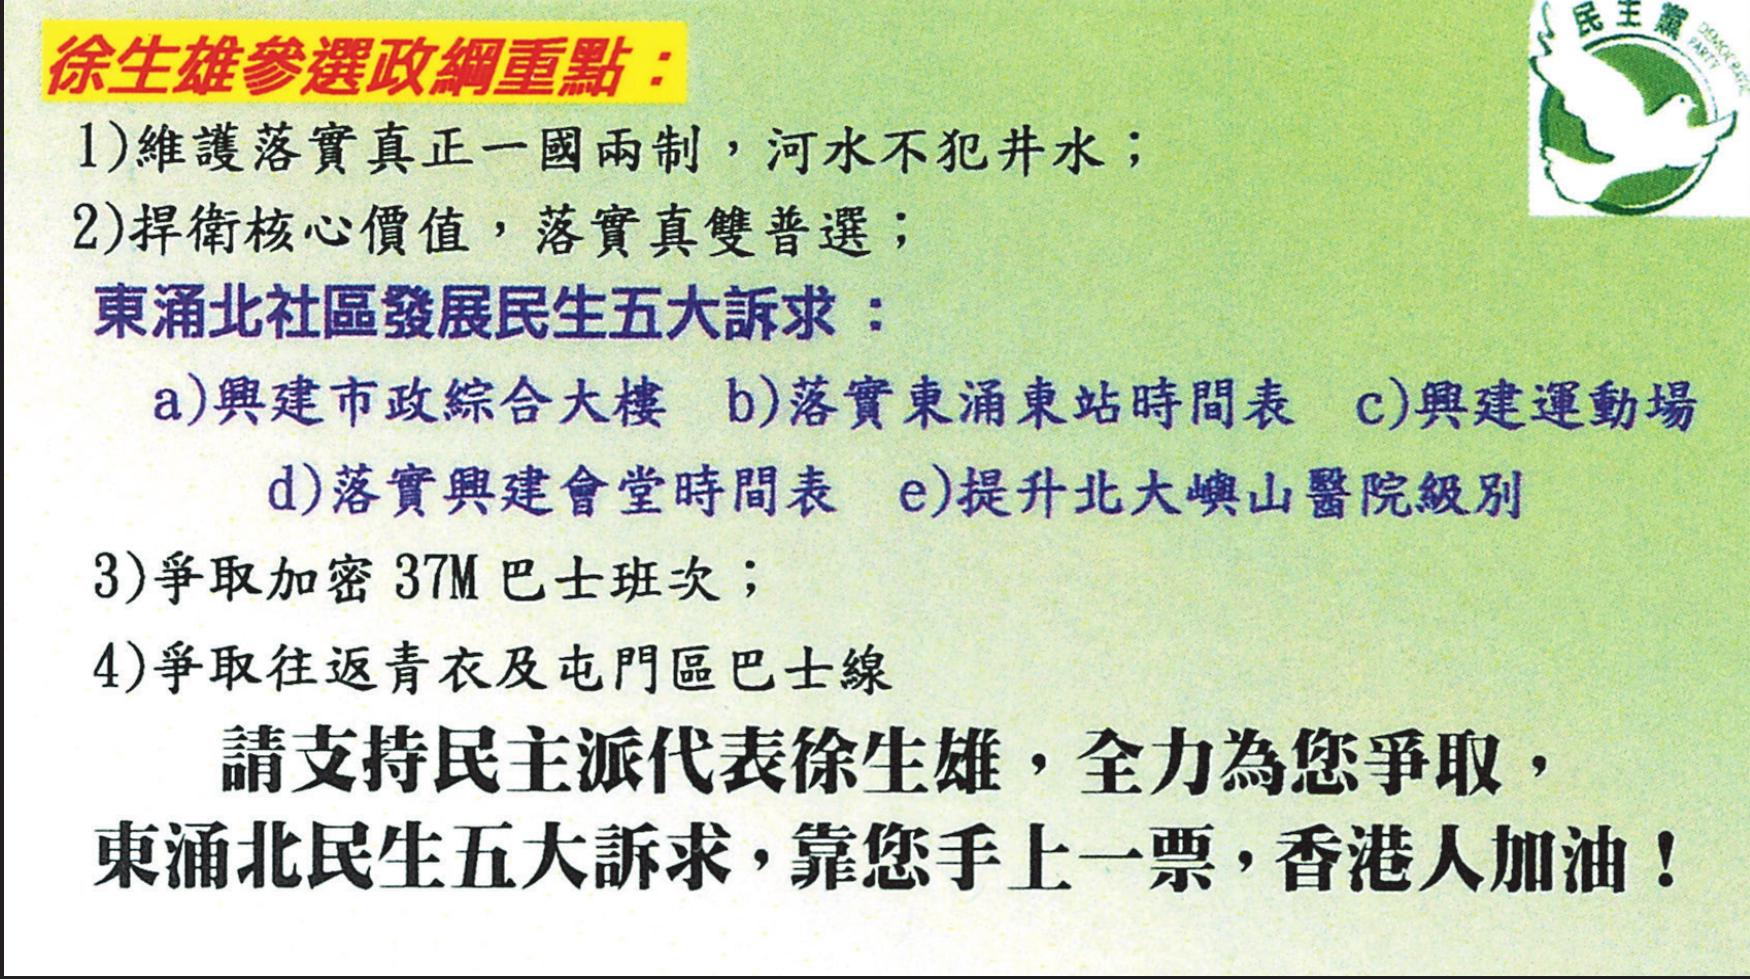 民主黨
DEMOCRATIC PARTY
徐生雄參選政綱重點：
1)維護落實真正一國兩制，河水不犯井水；
2)捍衛核心價值，落實真雙普選；
東涌北社區發展民生五大訴求：
a)興建市政綜合大樓 b)落實東涌東站時間表 c)興建運動場
d)落實興建會堂時間表 e)提升北大嶼山醫院級別
3)爭取加密 37M 巴士班次；
4)爭取往返青衣及屯門區巴士線
請支持民主派代表徐生雄，全力為您爭取，
東涌北民生五大訴求，靠您手上一票，香港人加油！